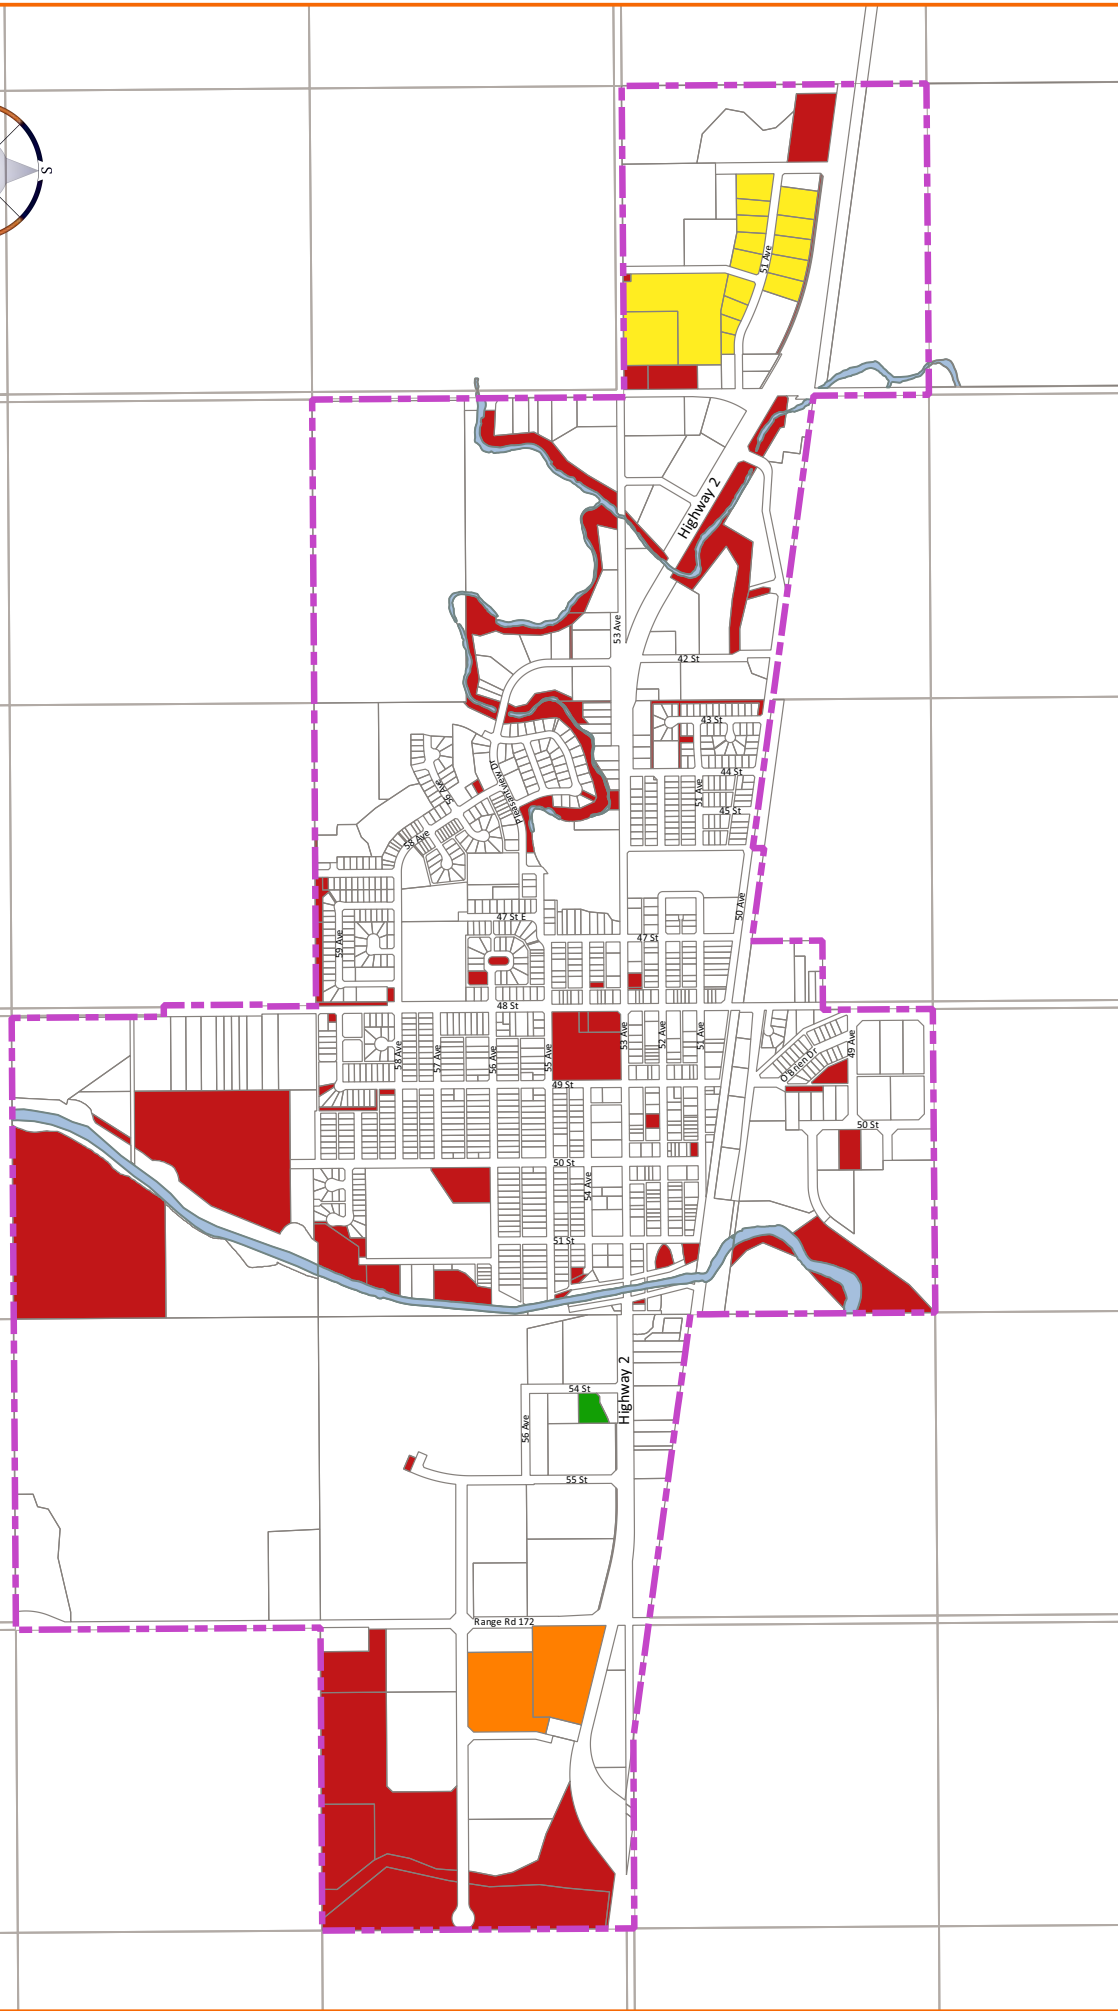 S
51 Ave
Highway 2
53 Ave
42 St
43 St
44 St
51 Ave
45 St
Pleasantview Dr
56 Ave
58 Ave
50 Ave
47 St E
47 St
59 Ave
48 St
58 Ave
57 Ave
56 Ave
55 Ave
53 Ave
52 Ave
51 Ave
49 Ave
O'Brien Dr
49 St
50 St
50 St
54 Ave
51 St
Highway 2
54 St
56 Ave
55 St
Range Rd 172